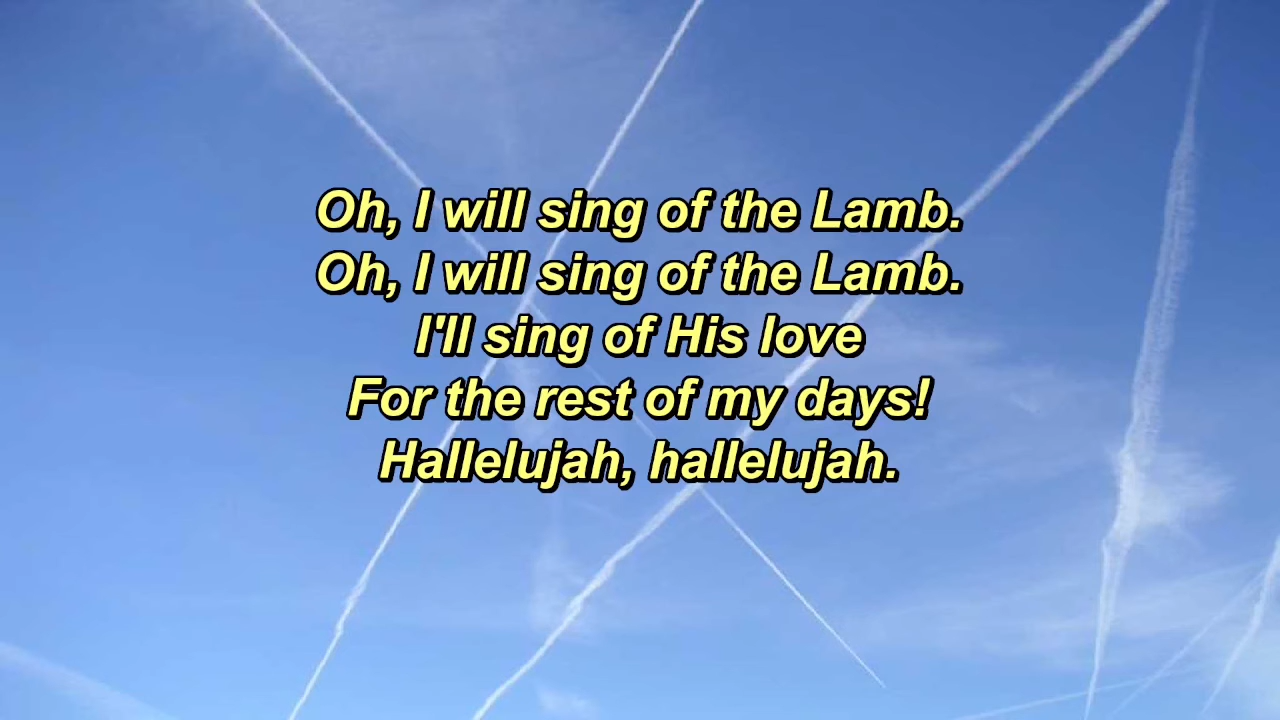 Oh, I will sing of the Lamb.
Oh, I will sing of the Lamb.
I'll sing of His love
For the rest of my days!
Hallelujah, hallelujah.